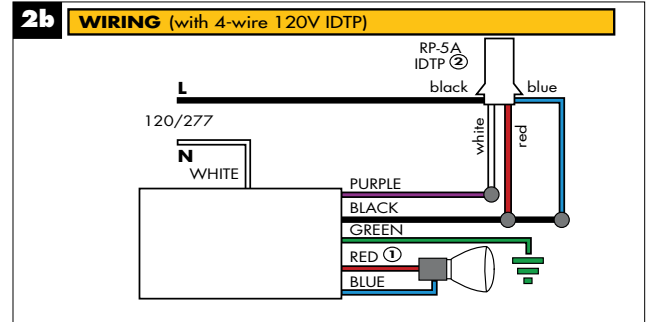 2b WIRING (with 4-wire 120V IDTP)
RP-5A
IDTP ②
black
blue
L
120/277
white
red
N
WHITE
PURPLE
BLACK
GREEN
RED ①
BLUE